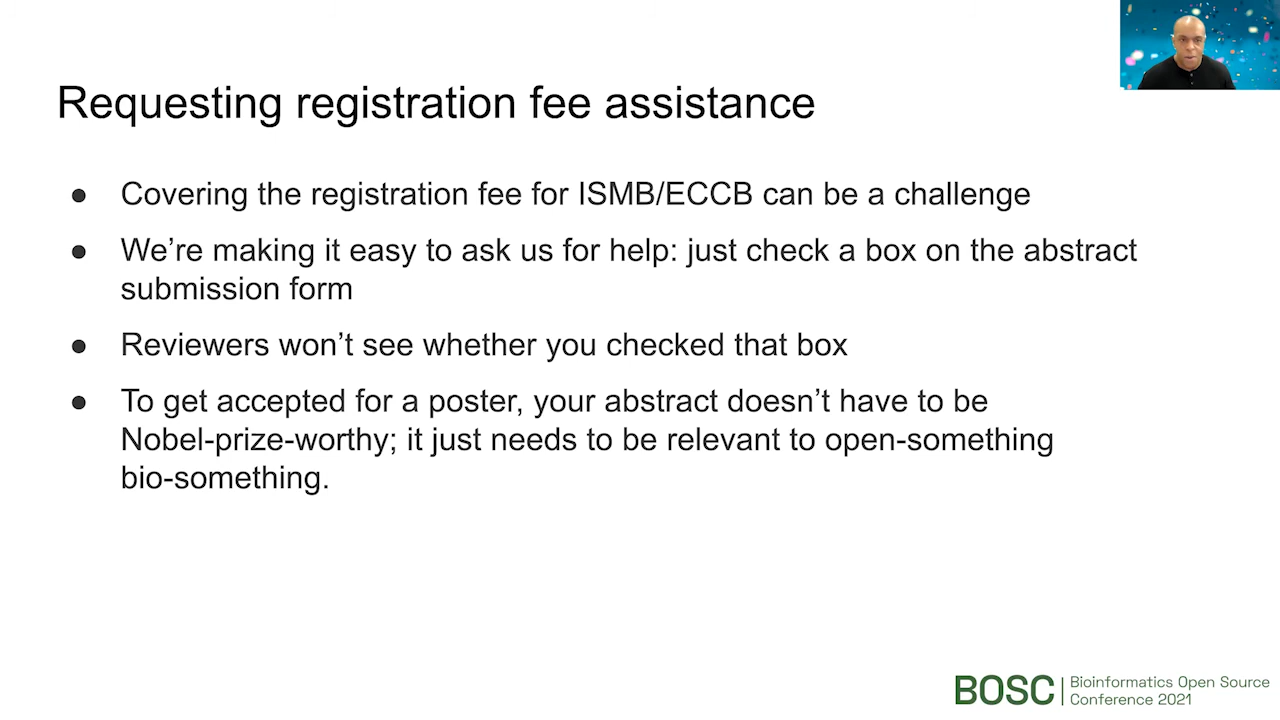 Requesting registration fee assistance
● Covering the registration fee for ISMB/ECCB can be a challenge
● We’re making it easy to ask us for help: just check a box on the abstract
submission form
● Reviewers won’t see whether you checked that box
● To get accepted for a poster, your abstract doesn’t have to be
Nobel-prize-worthy; it just needs to be relevant to open-something
bio-something.
BOSC | Bioinformatics Open Source
Conference 2021